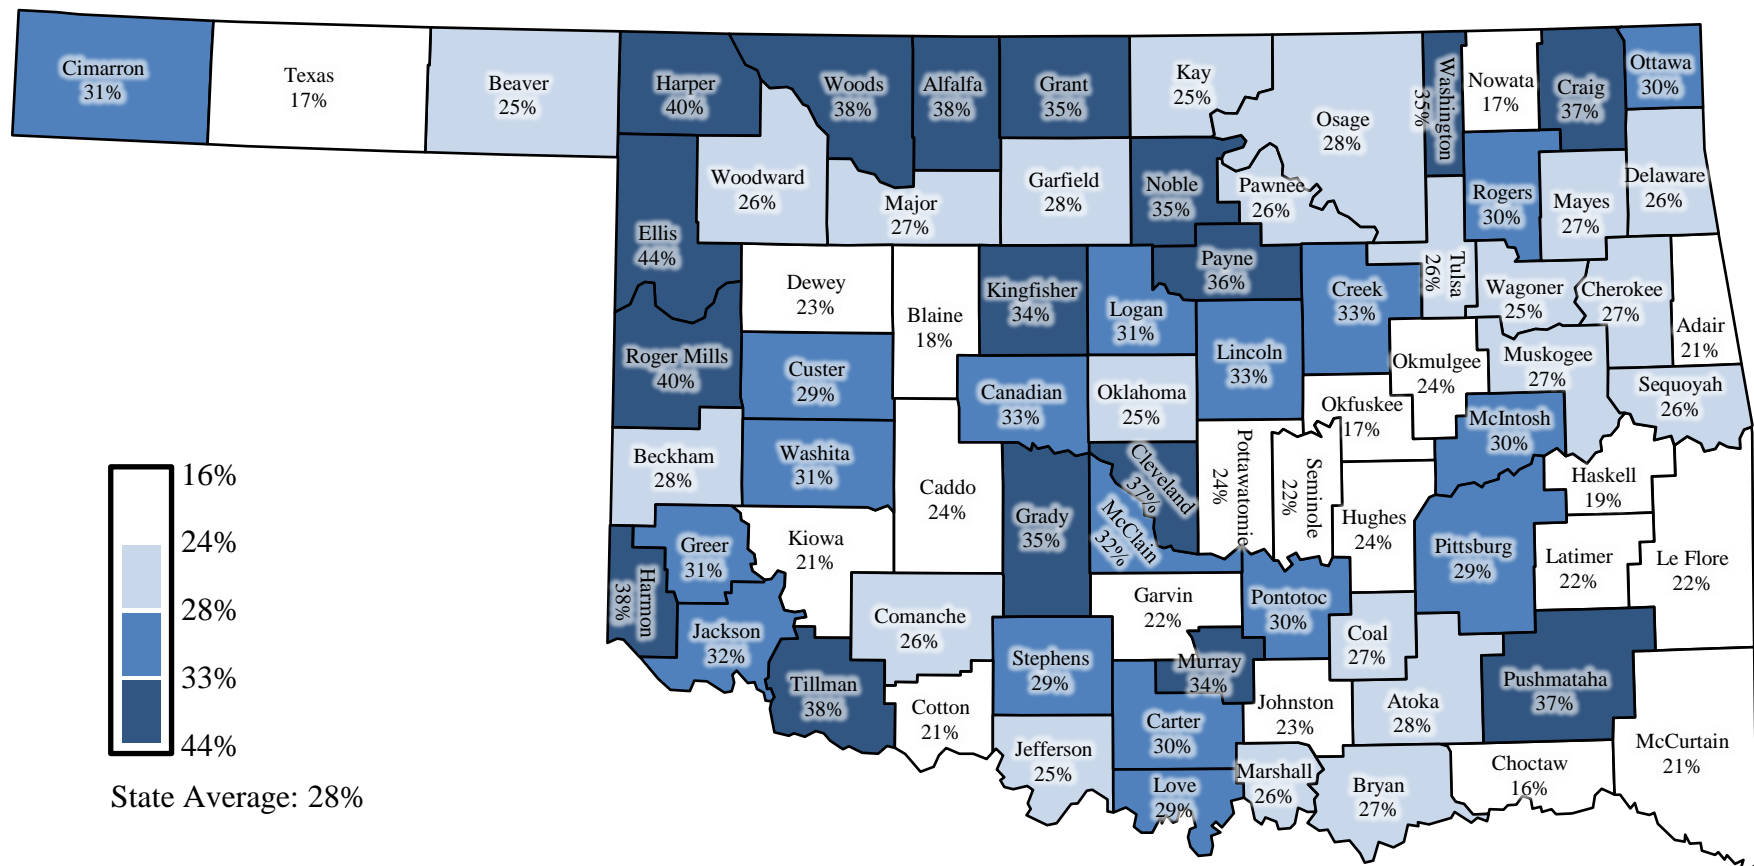 Cimarron
31%
Texas
17%
Beaver
25%
Harper
40%
Woods
38%
Alfalfa
38%
Grant
35%
Kay
25%
Osage
28%
Washington
35%
Nowata
17%
Craig
37%
Ottawa
30%
Woodward
26%
Major
27%
Garfield
28%
Noble
35%
Pawnee
26%
Rogers
30%
Mayes
27%
Delaware
26%
Ellis
44%
Dewey
23%
Blaine
18%
Kingfisher
34%
Logan
31%
Payne
36%
Creek
33%
Tulsa
26%
Wagoner
25%
Cherokee
27%
Adair
21%
Roger Mills
40%
Custer
29%
Canadian
33%
Oklahoma
25%
Lincoln
33%
Okmulgee
24%
Muskogee
27%
Sequoyah
26%
Okfuskee
17%
McIntosh
30%
Beckham
28%
Washita
31%
Caddo
24%
Grady
35%
Cleveland
37%
McClain
32%
Pottawatomie
24%
Seminole
22%
Hughes
24%
Haskell
19%
Pittsburg
29%
Latimer
22%
Le Flore
22%
Greer
31%
Kiowa
21%
Harmon
38%
Jackson
32%
Comanche
26%
Garvin
22%
Pontotoc
30%
Coal
27%
Tillman
38%
Cotton
21%
Stephens
29%
Murray
34%
Carter
30%
Johnston
23%
Atoka
28%
Pushmataha
37%
McCurtain
21%
Jefferson
25%
Love
29%
Marshall
26%
Bryan
27%
Choctaw
16%
16%
24%
28%
33%
44%
State Average: 28%